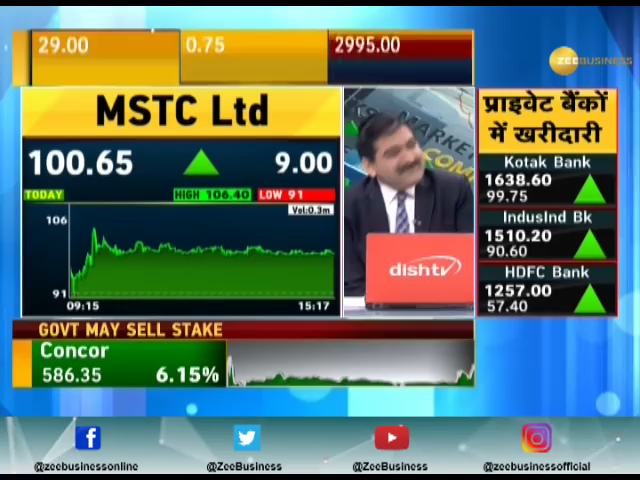 29.00
0.75
2995.00
ZEEBUSINESS
MSTC Ltd
100.65
9.00
TODAY
HIGH 106.40
LOW 91
Vol:0.3m
106
91
09:15
15:17
dishtv
प्राइवेट बैंकों
में खरीदारी
Kotak Bank
1638.60
99.75
IndusInd Bk
1510.20
90.60
HDFC Bank
1257.00
57.40
GOVT MAY SELL STAKE
Concor
586.35
6.15%
@zeebusinessonline
@ZeeBusiness
@ZeeBusiness
@zeebusinessofficial